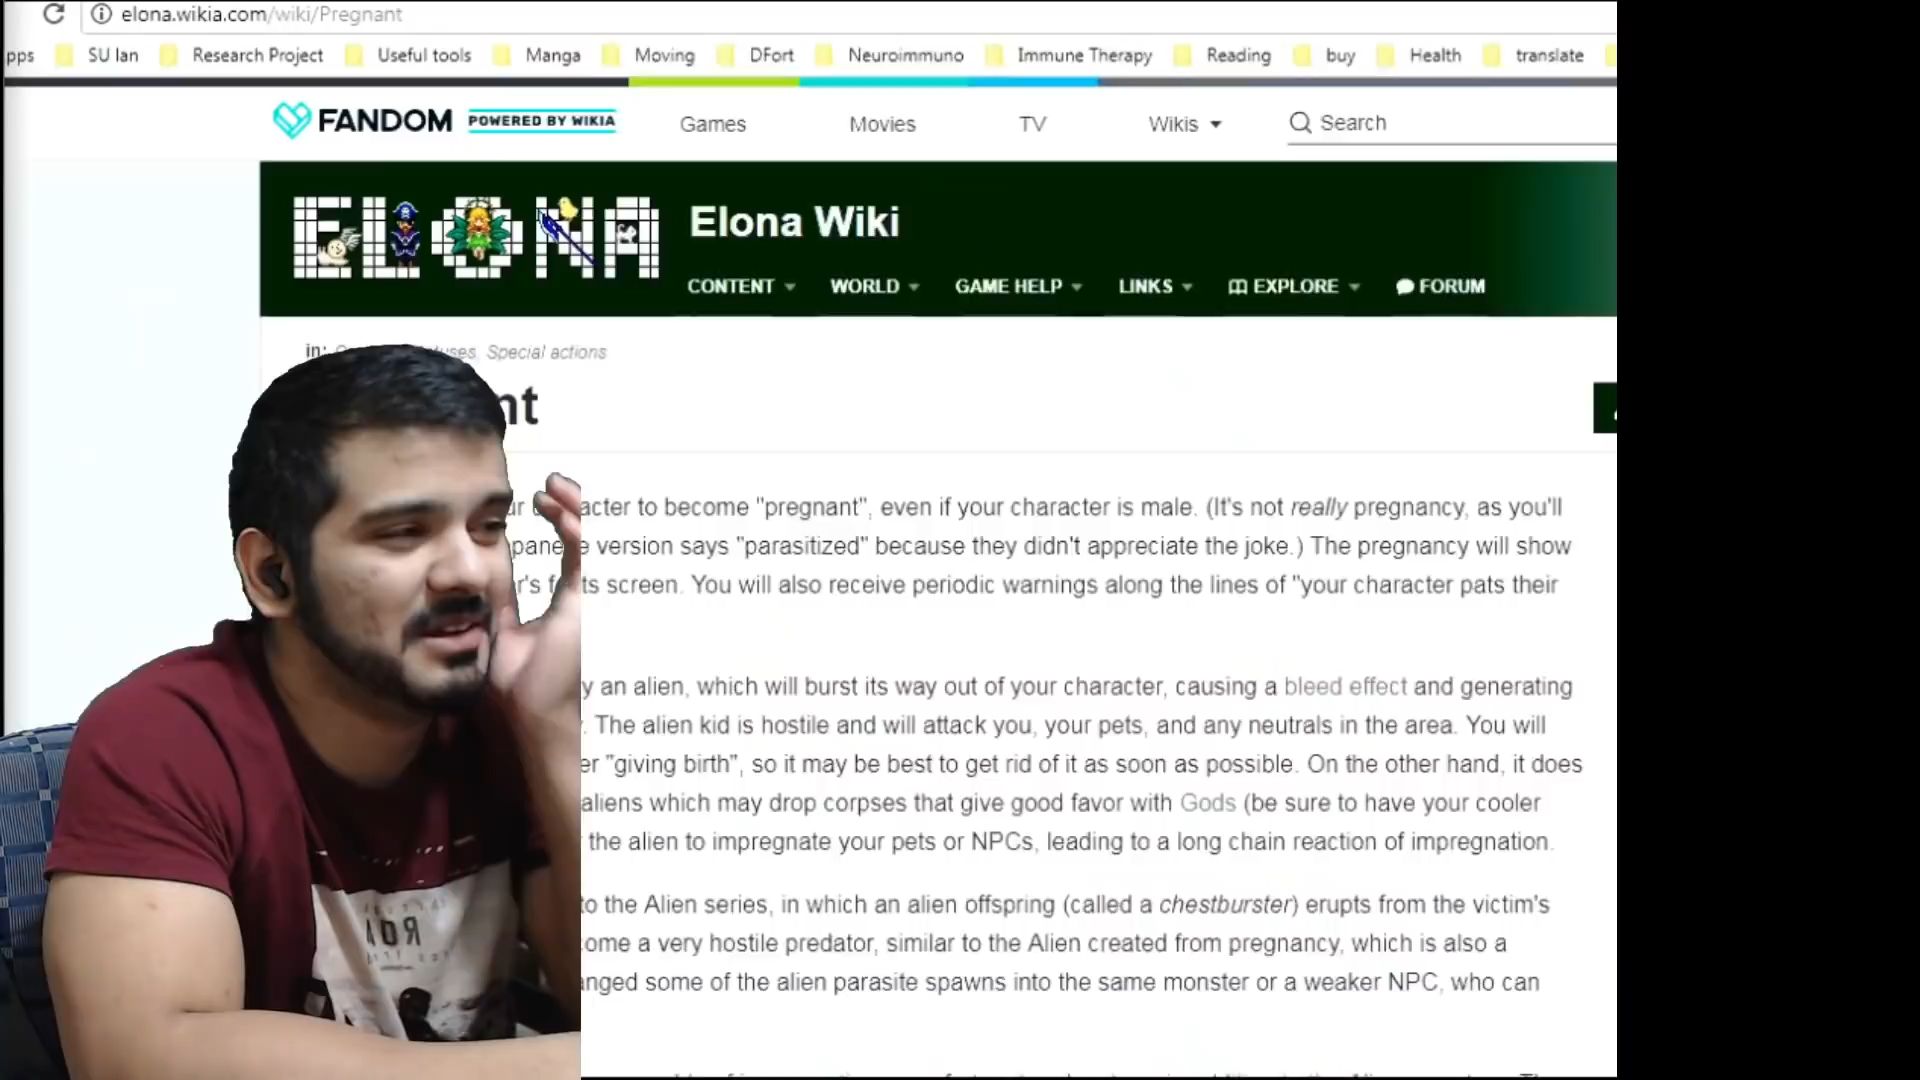 elona.wikia.com/wiki/Pregnant
pps SU lan Research Project Useful tools Manga Moving DFort Neuroimmuno Immune Therapy Reading buy Health translate
FANDOM POWERED BY WIKIA Games Movies TV Wikis Search
ELONA Elona Wiki
CONTENT WORLD GAME HELP LINKS EXPLORE FORUM
in: Special actions
nt
acter to become "pregnant", even if your character is male. (It's not really pregnancy, as you'll
version says "parasitized" because they didn't appreciate the joke.) The pregnancy will show
screen. You will also receive periodic warnings along the lines of "your character pats their
y an alien, which will burst its way out of your character, causing a bleed effect and generating
. The alien kid is hostile and will attack you, your pets, and any neutrals in the area. You will
er "giving birth", so it may be best to get rid of it as soon as possible. On the other hand, it does
aliens which may drop corpses that give good favor with Gods (be sure to have your cooler
the alien to impregnate your pets or NPCs, leading to a long chain reaction of impregnation.
to the Alien series, in which an alien offspring (called a chestburster) erupts from the victim's
ome a very hostile predator, similar to the Alien created from pregnancy, which is also a
anged some of the alien parasite spawns into the same monster or a weaker NPC, who can